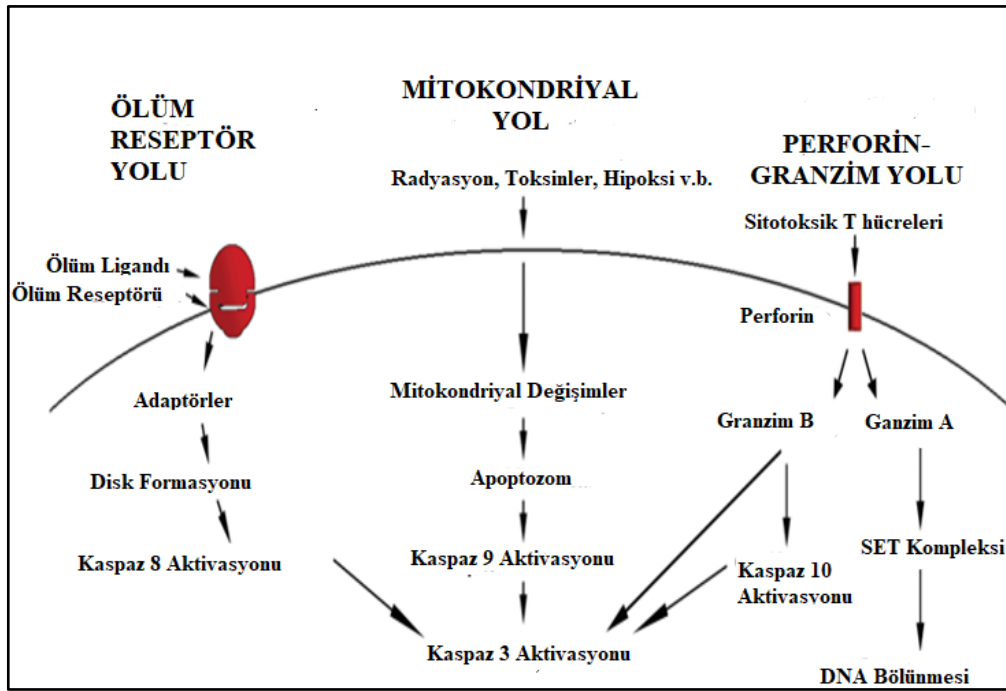 ÖLÜM
RESEPTÖR
YOLU
MİTOKONDRİYAL
YOL
PERFORİN-
GRANZİM YOLU
Radyasyon, Toksinler, Hipoksi v.b.
Sitotoksik T hücreleri
Ölüm Ligandı
Ölüm Reseptörü
Perforin
Adaptörler
Mitokondriyal Değişimler
Granzim B
Ganzim A
Disk Formasyonu
Apoptozom
Kaspaz 8 Aktivasyonu
Kaspaz 9 Aktivasyonu
SET Kompleksi
Kaspaz 10
Aktivasyonu
Kaspaz 3 Aktivasyonu
DNA Bölünmesi